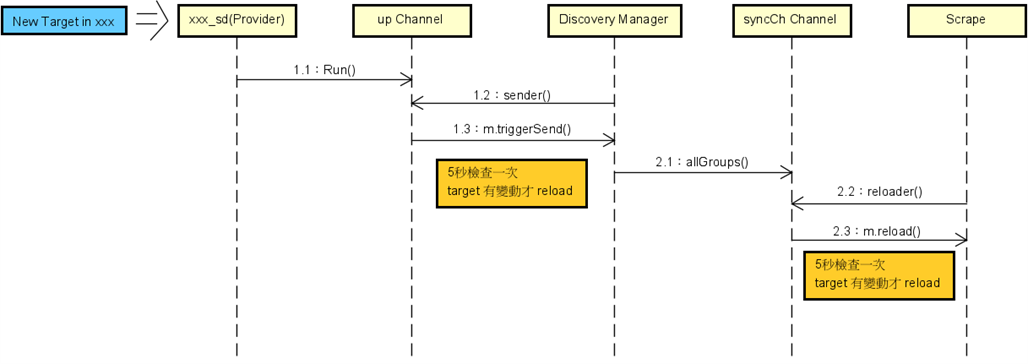 New Target in xxx
xxx_sd(Provider)
up Channel
Discovery Manager
syncCh Channel
Scrape
1.1：Run()
1.2：sender()
1.3：m.triggerSend()
5秒檢查一次
target 有變動才 reload
2.1：allGroups()
2.2：reloader()
2.3：m.reload()
5秒檢查一次
target 有變動才 reload